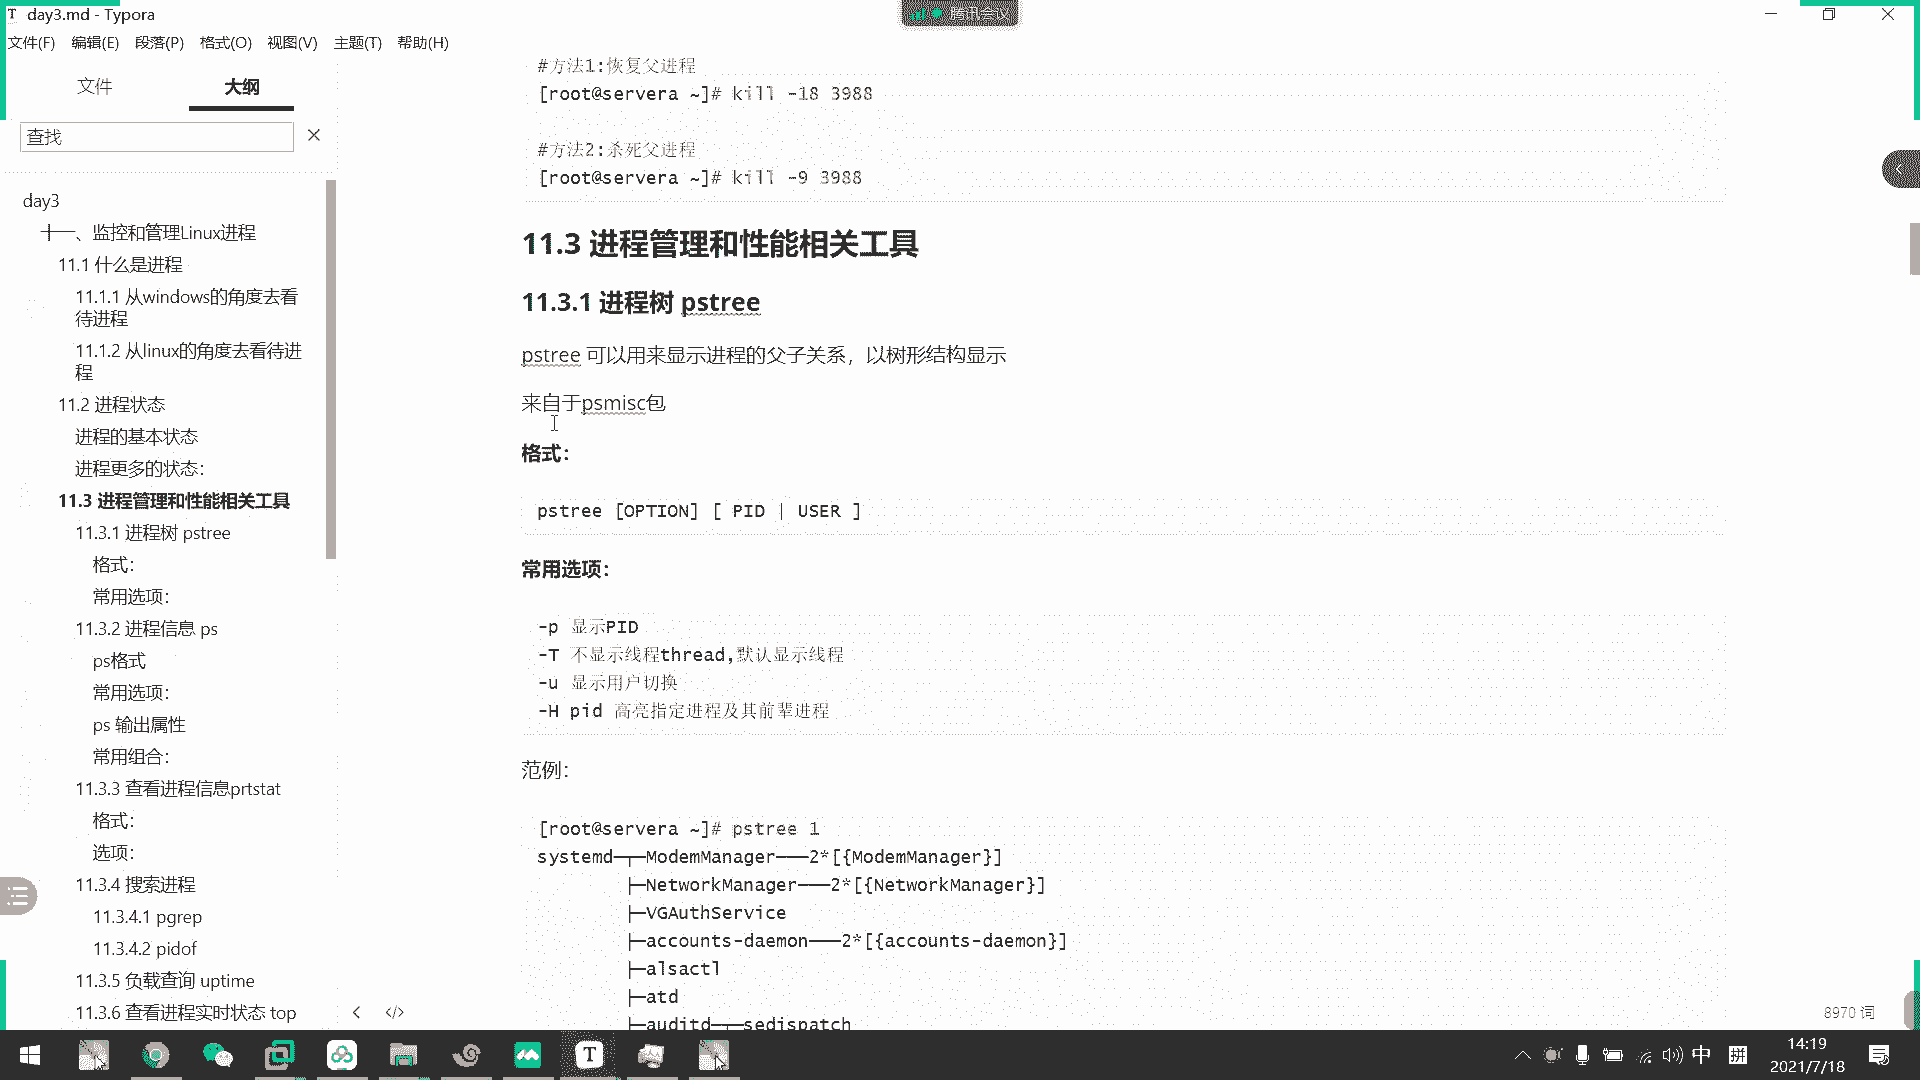 day3.md - Typora
腾讯会议
文件(F) 编辑(E) 段落(P) 格式(O) 视图(V) 主题(T) 帮助(H)
文件 大纲
查找
day3
十一、监控和管理Linux进程
11.1 什么是进程
11.1.1 从windows的角度去看
待进程
11.1.2 从linux的角度去看待进
程
11.2 进程状态
进程的基本状态
进程更多的状态：
11.3 进程管理和性能相关工具
11.3.1 进程树 pstree
格式：
常用选项：
11.3.2 进程信息 ps
ps格式
常用选项：
ps 输出属性
常用组合：
11.3.3 查看进程信息prtstat
格式：
选项：
11.3.4 搜索进程
11.3.4.1 pgrep
11.3.4.2 pidof
11.3.5 负载查询 uptime
11.3.6 查看进程实时状态 top
#方法1:恢复父进程
[root@servera ~]# kill -18 3988
#方法2:杀死父进程
[root@servera ~]# kill -9 3988
11.3 进程管理和性能相关工具
11.3.1 进程树 pstree
pstree 可以用来显示进程的父子关系，以树形结构显示
来自于psmisc包
格式：
pstree [OPTION] [ PID | USER ]
常用选项：
-p 显示PID
-T 不显示线程thread,默认显示线程
-u 显示用户切换
-H pid 高亮指定进程及其前辈进程
范例：
[root@servera ~]# pstree 1
systemd─┬─ModemManager───2*[{ModemManager}]
├─NetworkManager───2*[{NetworkManager}]
├─VGAuthService
├─accounts-daemon───2*[{accounts-daemon}]
├─alsactl
├─atd
├─auditd─┬─sedispatch
8970 词
中 拼
14:19
2021/7/18